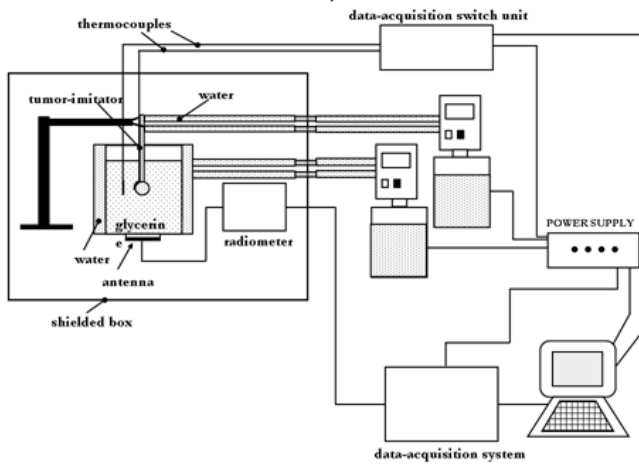 data-acquisition switch unit
thermocouples
water
tumor-imitator
glycerin
e
radiometer
water
antenna
shielded box
POWER SUPPLY
data-acquisition
system